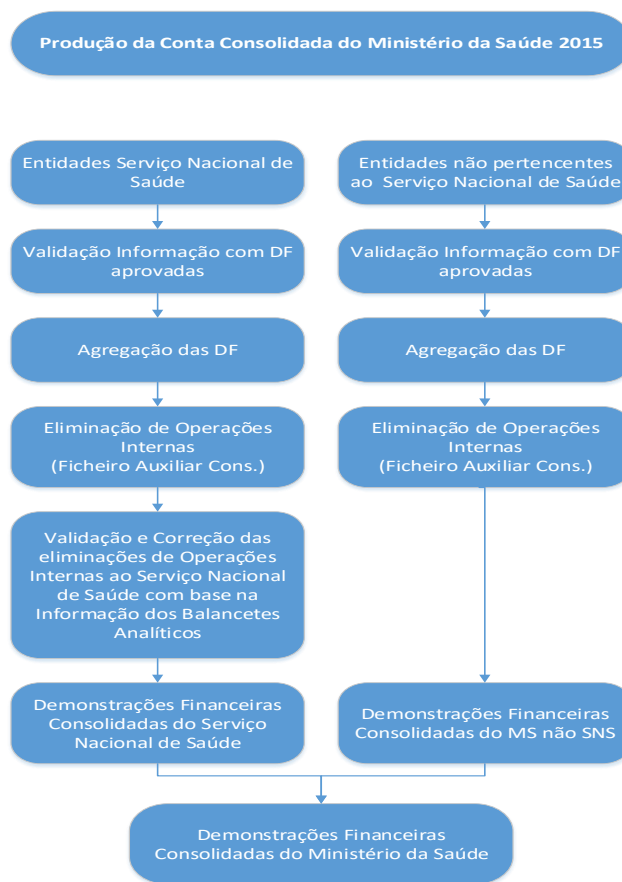 Produção da Conta Consolidada do Ministério da Saúde 2015
Entidades Serviço Nacional de
Saúde
Validação Informação com DF
aprovadas
Agregação das DF
Eliminação de Operações
Internas
(Ficheiro Auxiliar Cons.)
Validação e Correção das
eliminações de Operações
Internas ao Serviço Nacional
de Saúde com base na
Informação dos Balancetes
Analíticos
Demonstrações Financeiras
Consolidadas do Serviço
Nacional de Saúde
Entidades não pertencentes
ao Serviço Nacional de Saúde
Validação Informação com DF
aprovadas
Agregação das DF
Eliminação de Operações
Internas
(Ficheiro Auxiliar Cons.)
Demonstrações Financeiras
Consolidadas do MS não SNS
Demonstrações Financeiras
Consolidadas do Ministério da Saúde